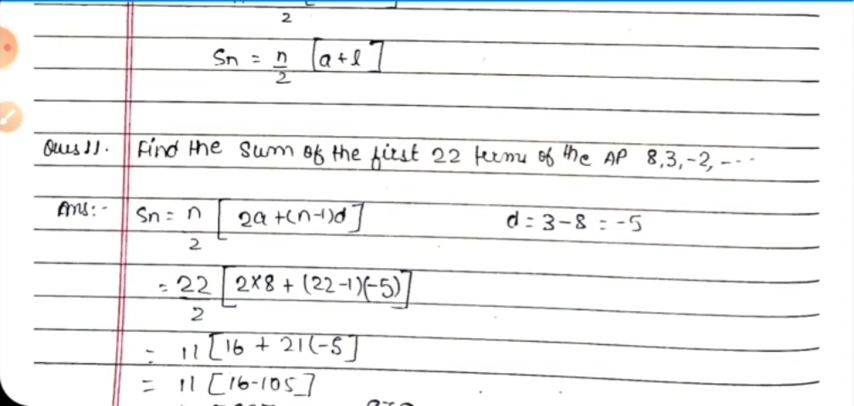 2
Sn = n/2 [a+l]
Ques 11. Find the sum of the first 22 terms of the AP 8,3,-2, ----
Ans:- Sn = n/2 [2a+(n-1)d] d = 3-8 = -5
= 22/2 [2×8 + (22-1)(-5)]
= 11 [16 + 21(-5]
= 11 [16-105]